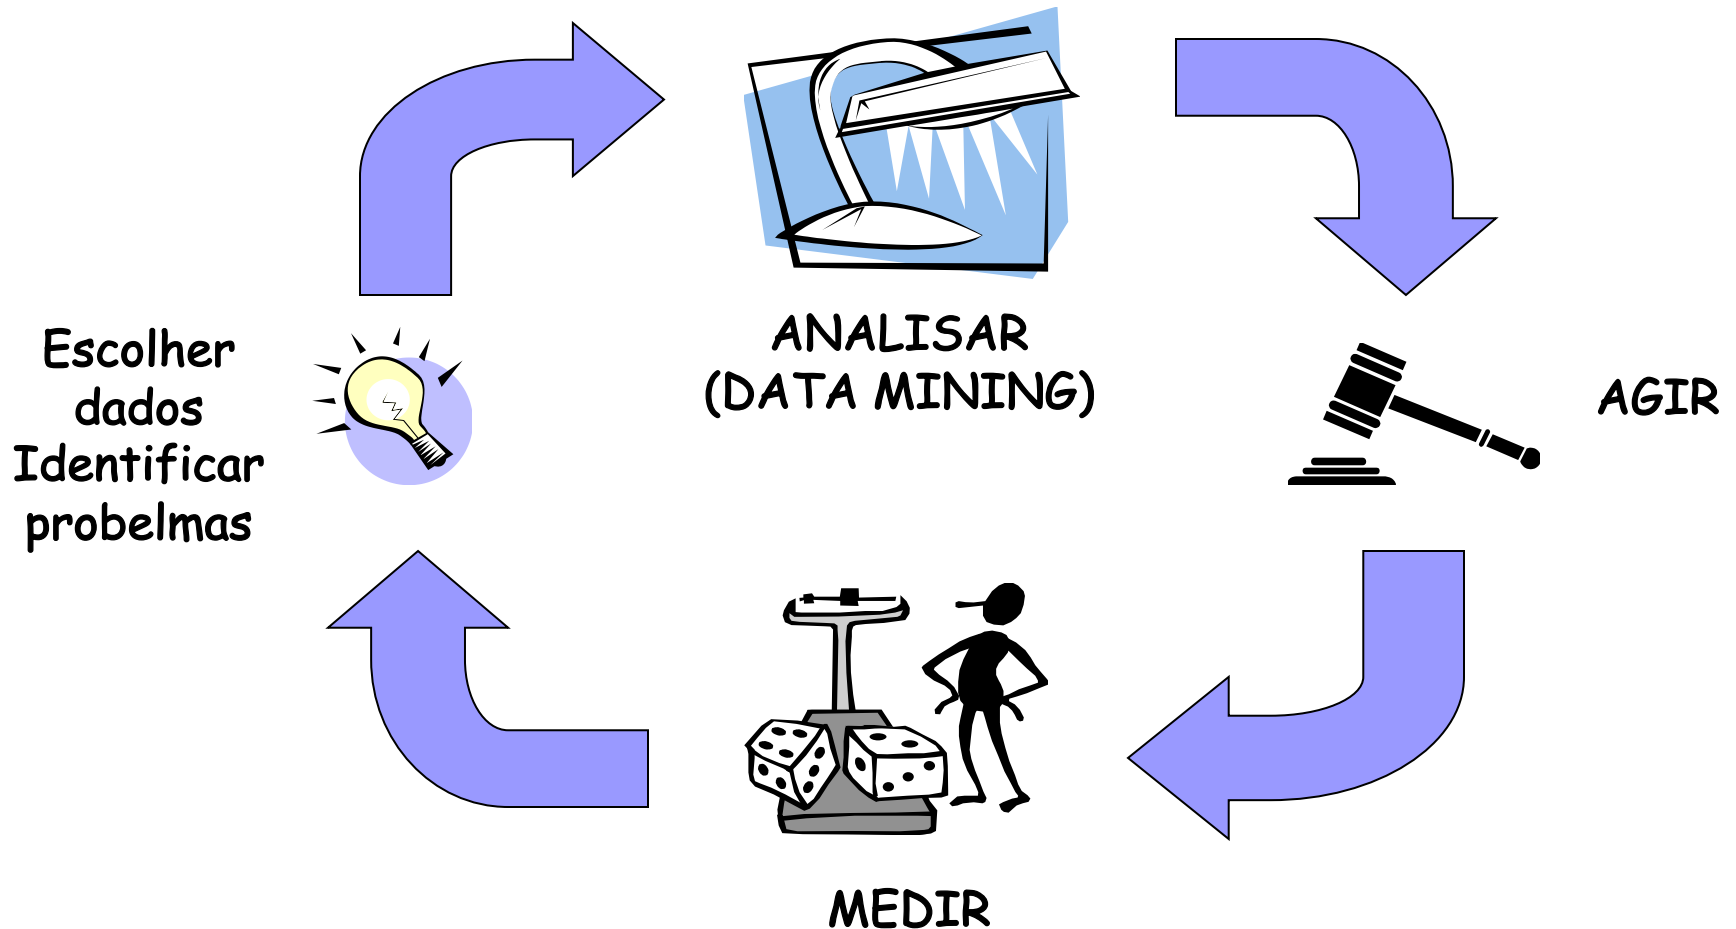 Escolher
dados
Identificar
probelmas
ANALISAR
(DATA MINING)
AGIR
MEDIR